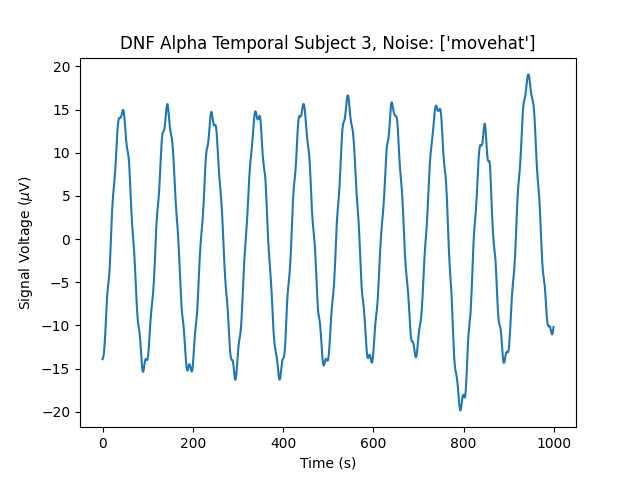 DNF Alpha Temporal Subject 3, Noise: ['movehat']
20
15
10
5
0
−5
−10
−15
−20
Signal Voltage (μV)
0 200 400 600 800 1000
Time (s)